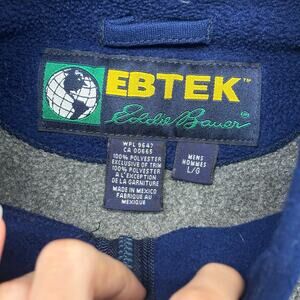 EBTEK™
Eddie Bauer®
WPL 9647
CA 00665
100% POLYESTER
EXCLUSIVE OF TRIM
100% POLYESTER
A L'EXCEPTION
DE LA GARNITURE
MADE IN MEXICO
FABRIQUÉ AU
MEXIQUE
MENS
HOMMES
L/G